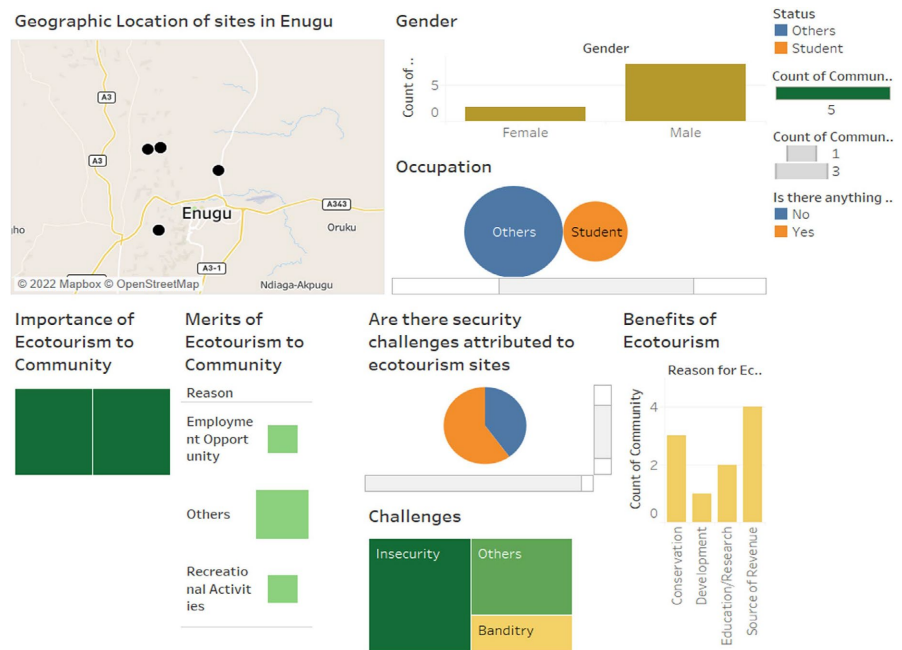 Geographic Location of sites in Enugu
A3
A3
Enugu
A343
Oruku
ho
A3-1
Ndiaga-Akpugu
© 2022 Mapbox © OpenStreetMap
Gender
Gender
Count of ..
5
0
Female
Male
Occupation
Others
Student
Status
Others
Student
Count of Commun..
5
Count of Commun..
1
3
Is there anything ..
No
Yes
Importance of
Ecotourism to
Community
Merits of
Ecotourism to
Community
Reason
Employme
nt Opport
unity
Others
Recreatio
nal Activit
ies
Are there security
challenges attributed to
ecotourism sites
Challenges
Insecurity
Others
Banditry
Benefits of
Ecotourism
Reason for Ec..
Count of Community
4
2
0
Conservation
Development
Education/Research
Source of Revenue